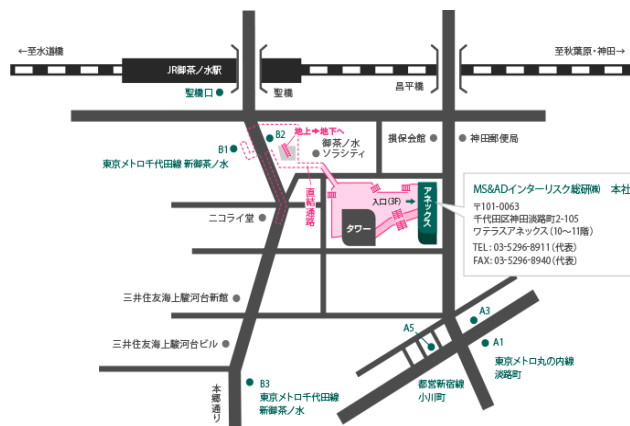 ←至水道橋
至秋葉原・神田→
JR御茶ノ水駅
聖橋口
聖橋
昌平橋
B1
B2
地上➡地下へ
御茶ノ水
ソラシティ
損保会館
神田郵便局
東京メトロ千代田線 新御茶ノ水
直結通路
入口(3F)
アネックス
タワー
ニコライ堂
MS&ADインターリスク総研㈱ 本社
〒101-0063
千代田区神田淡路町2-105
ワテラスアネックス(10〜11階)
TEL : 03-5296-8911(代表)
FAX : 03-5296-8940(代表)
三井住友海上駿河台新館
三井住友海上駿河台ビル
A3
A5
A1
東京メトロ丸の内線
淡路町
都営新宿線
小川町
B3
東京メトロ千代田線
新御茶ノ水
本郷通り